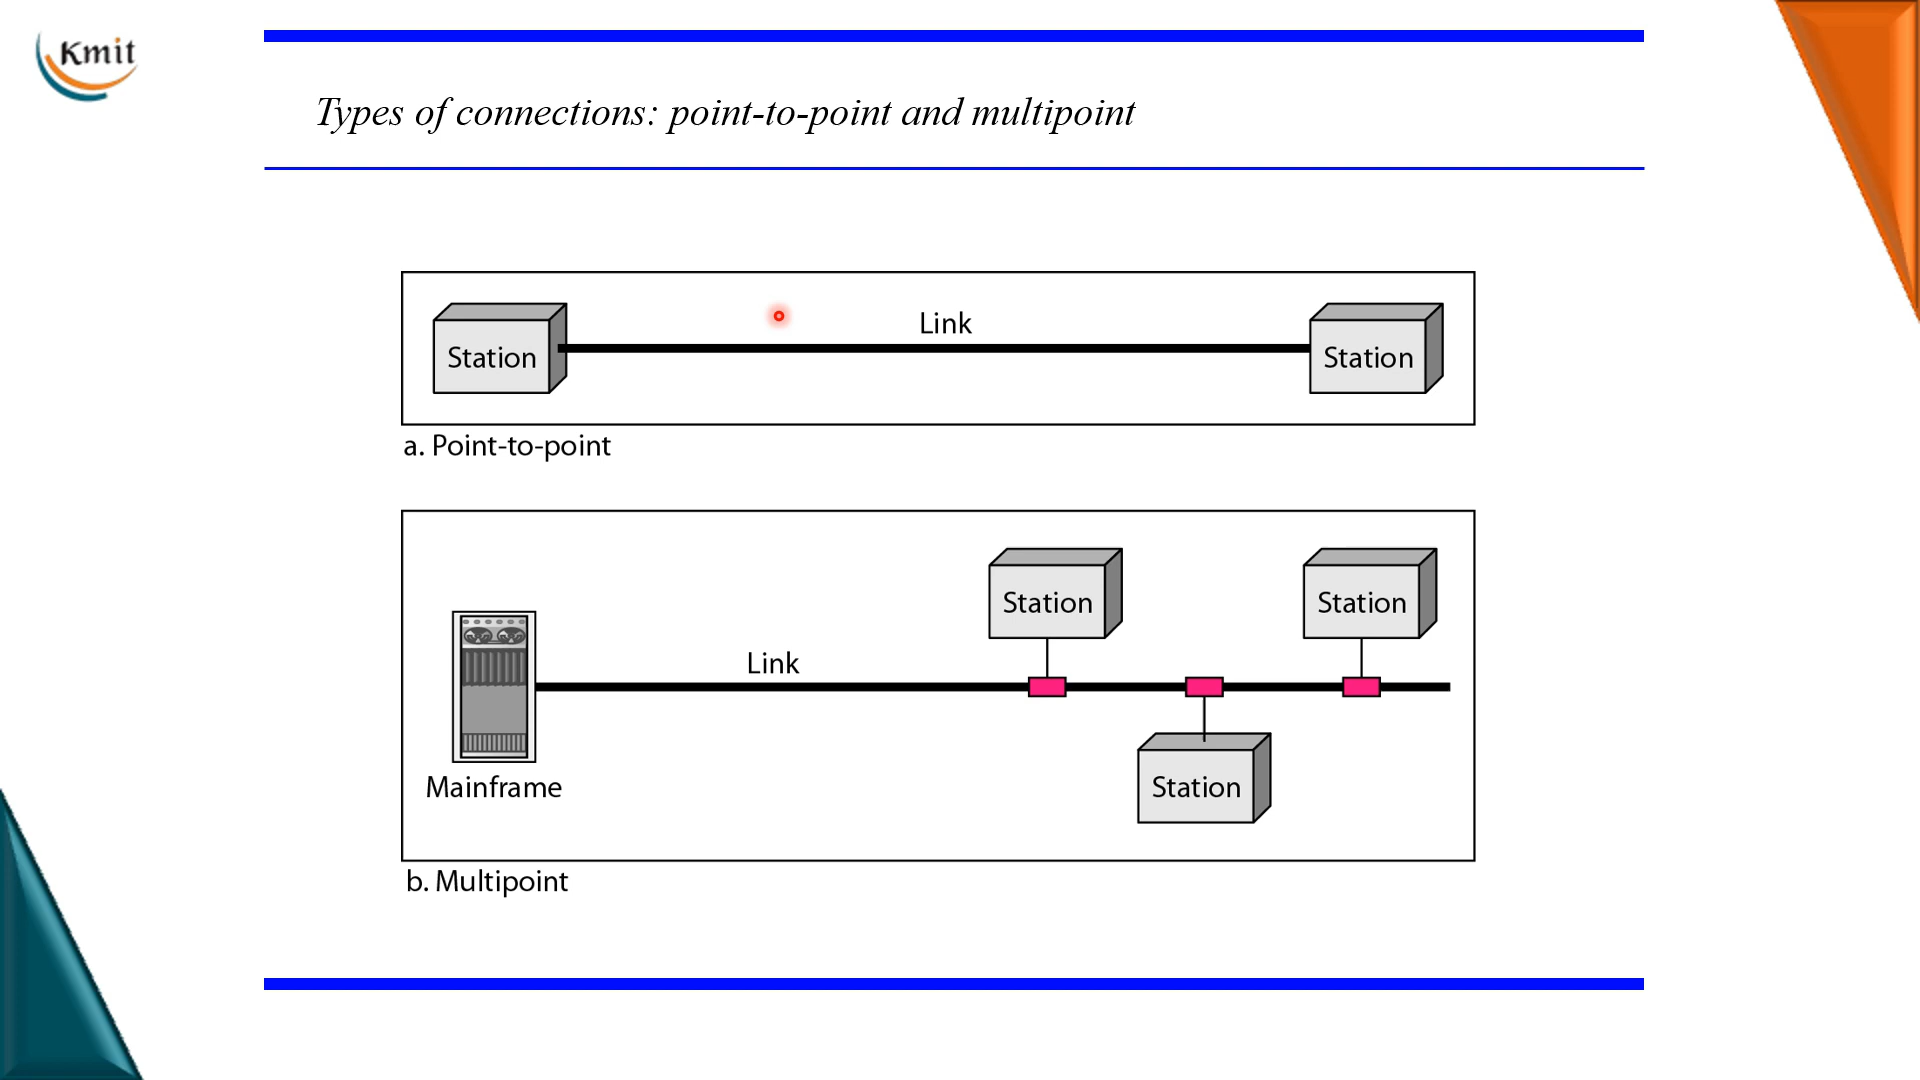 Kmit
Types of connections: point-to-point and multipoint
Link
Station
Station
a. Point-to-point
Station
Station
Link
Station
Mainframe
b. Multipoint